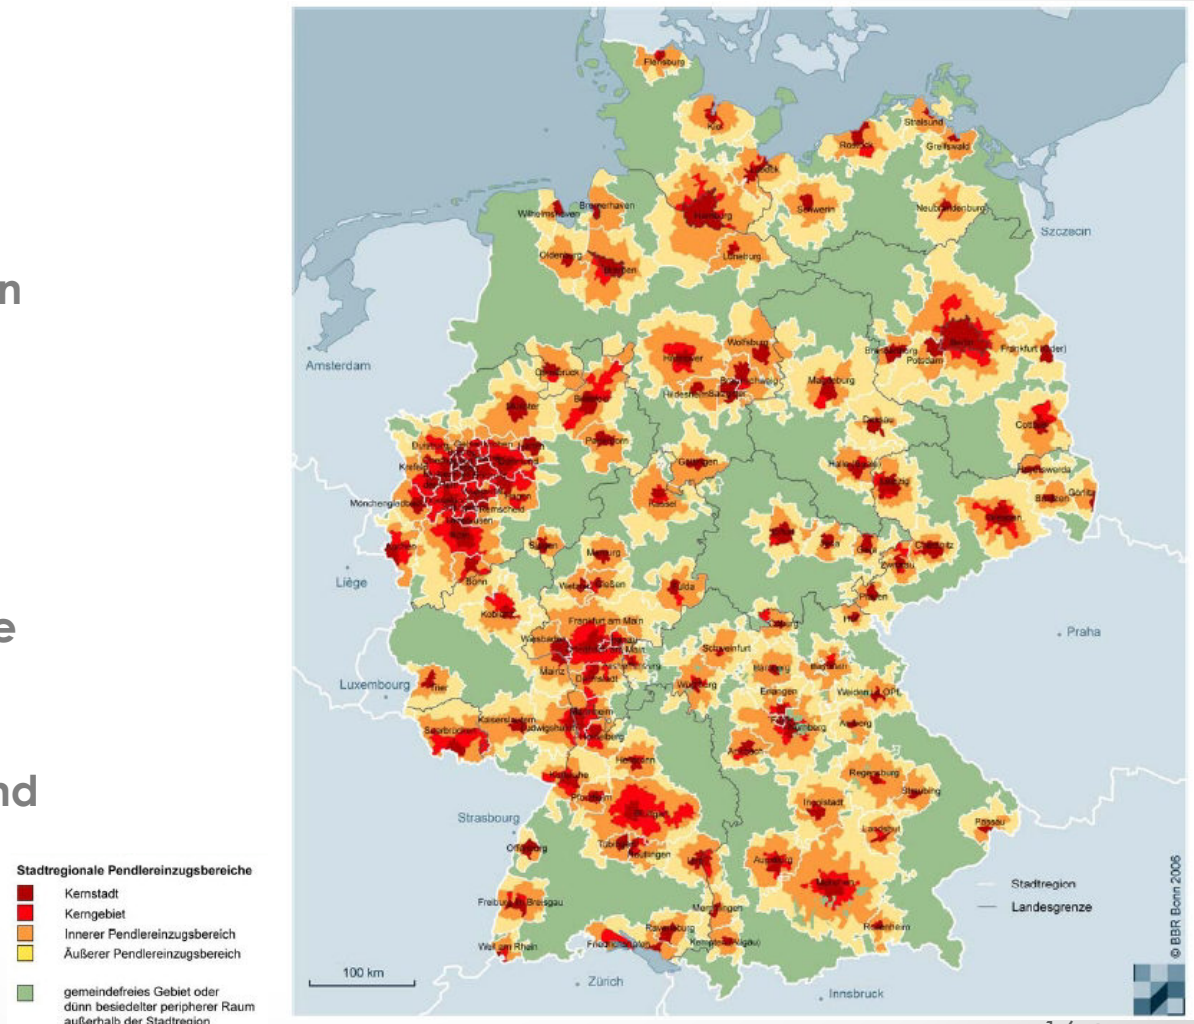 n
e
nd
Stadtregionale Pendlereinzugsbereiche
Kernstadt
Kerngebiet
Innerer Pendlereinzugsbereich
Äußerer Pendlereinzugsbereich
gemeindefreies Gebiet oder
dünn besiedelter peripherer Raum
außerhalb der Stadtregion
Flensburg
Kiel
Stralsund
Rostock
Greifswald
Lübeck
Bremerhaven
Wilhelmshaven
Hamburg
Schwerin
Neubrandenburg
Szczecin
Oldenburg
Lüneburg
Bremen
Wolfsburg
Berlin
Frankfurt (Oder)
Hannover
Potsdam
Amsterdam
Osnabrück
Braunschweig
Magdeburg
Hildesheim
Salzgitter
Münster
Bielefeld
Dessau
Cottbus
Paderborn
Duisburg
Göttingen
Halle (Saale)
Krefeld
Hoyerswerda
Leipzig
Bautzen
Görlitz
Hagen
Mönchengladbach
Kassel
Remscheid
Dresden
Gera
Chemnitz
Siegen
Marburg
Zwickau
Liège
Bonn
Wetzlar
Gießen
Fulda
Plauen
Koblenz
Hof
Frankfurt am Main
Coburg
Praha
Wiesbaden
Schweinfurt
Mainz
Bamberg
Bayreuth
Darmstadt
Luxembourg
Trier
Würzburg
Erlangen
Weiden i.d.OPf.
Kaiserslautern
Mannheim
Ludwigshafen
Saarbrücken
Nürnberg
Amberg
Heidelberg
Ansbach
Heilbronn
Karlsruhe
Regensburg
Straubing
Pforzheim
Ingolstadt
Stuttgart
Strasbourg
Passau
Landshut
Tübingen
Reutlingen
Offenburg
Ulm
Augsburg
München
Stadtregion
Landesgrenze
Freiburg im Breisgau
Memmingen
Ravensburg
Rosenheim
Weil am Rhein
Friedrichshafen
Kempten (Allgäu)
100 km
Zürich
Innsbruck
© BBR Bonn 2006